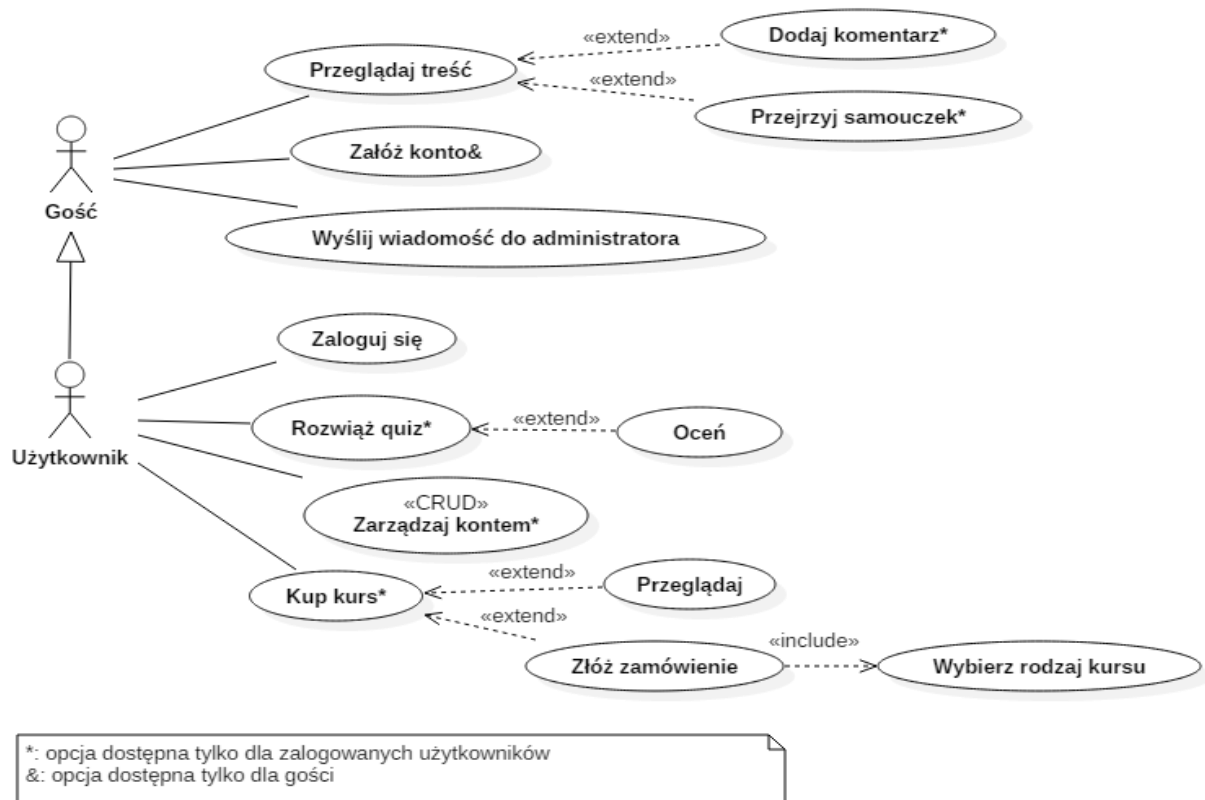 «extend»
Dodaj komentarz*
Przeglądaj treść
«extend»
Przejrzyj samouczek*
Załóż konto&
Gość
Wyślij wiadomość do administratora
Zaloguj się
Rozwiąż quiz*
«extend»
Oceń
Użytkownik
«CRUD»
Zarządzaj kontem*
«extend»
Przeglądaj
Kup kurs*
«extend»
Złóż zamówienie
«include»
Wybierz rodzaj kursu
*: opcja dostępna tylko dla zalogowanych użytkowników
&: opcja dostępna tylko dla gości